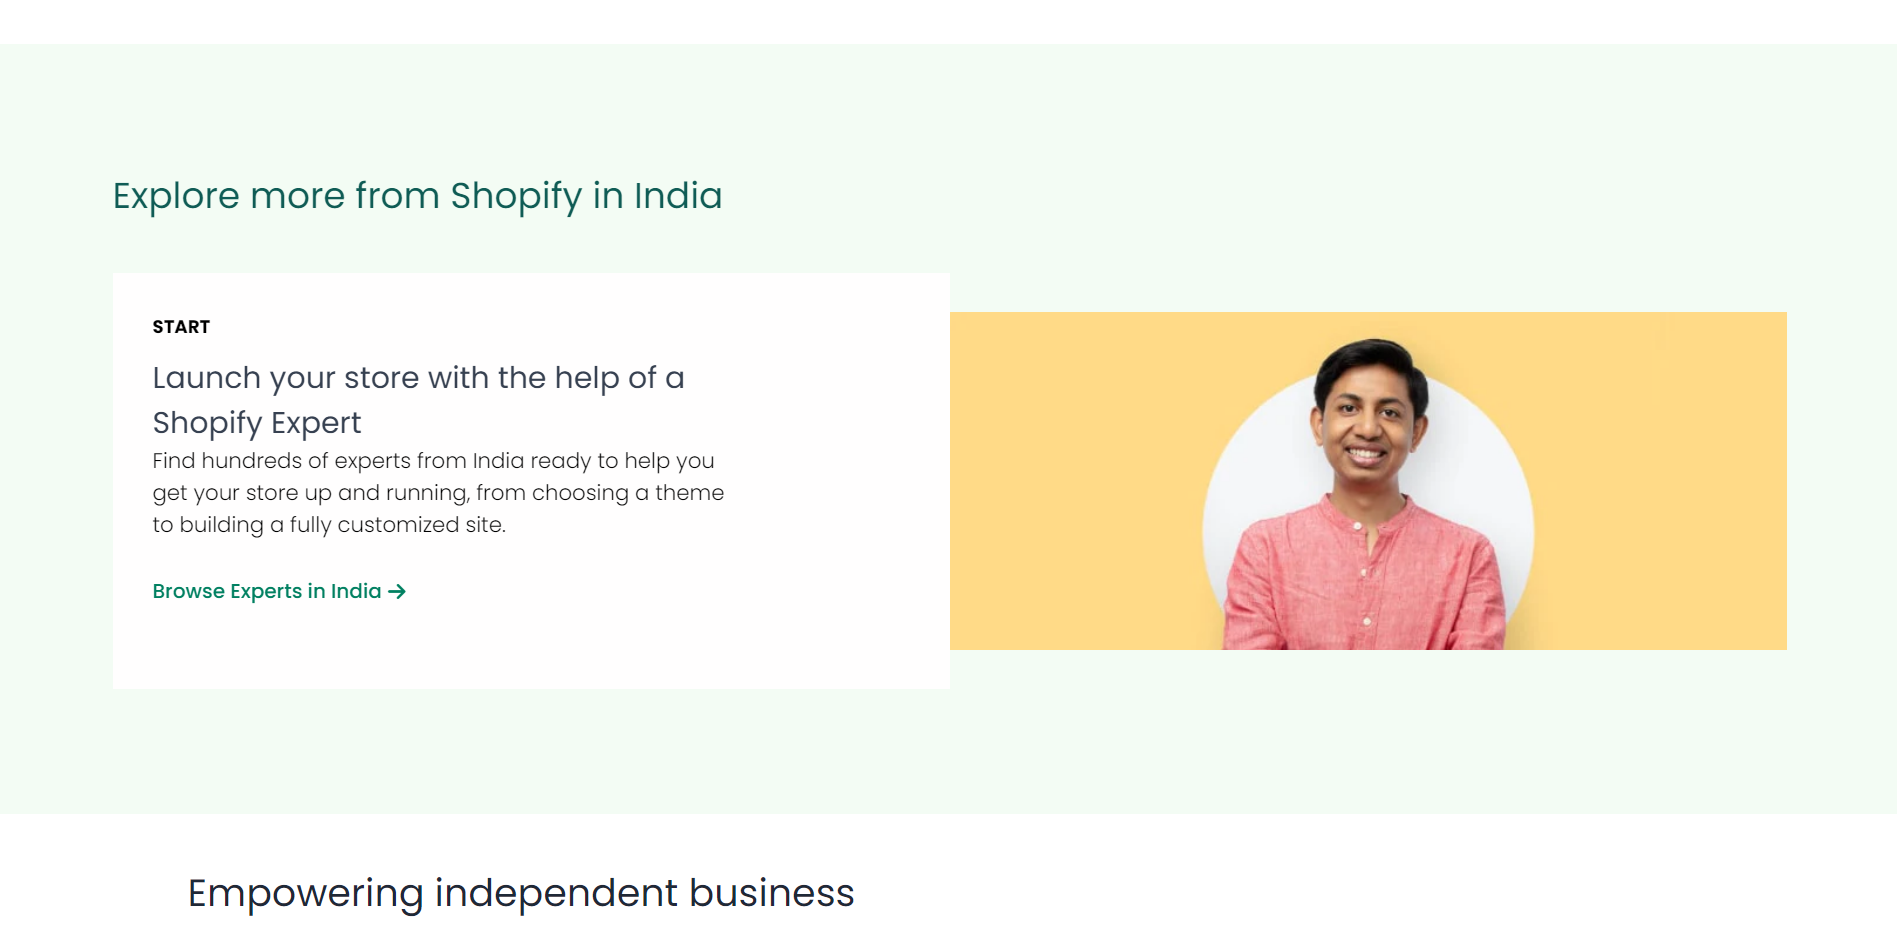 Explore more from Shopify in India
START
Launch your store with the help of a
Shopify Expert
Find hundreds of experts from India ready to help you
get your store up and running, from choosing a theme
to building a fully customized site.
Browse Experts in India →
Empowering independent business